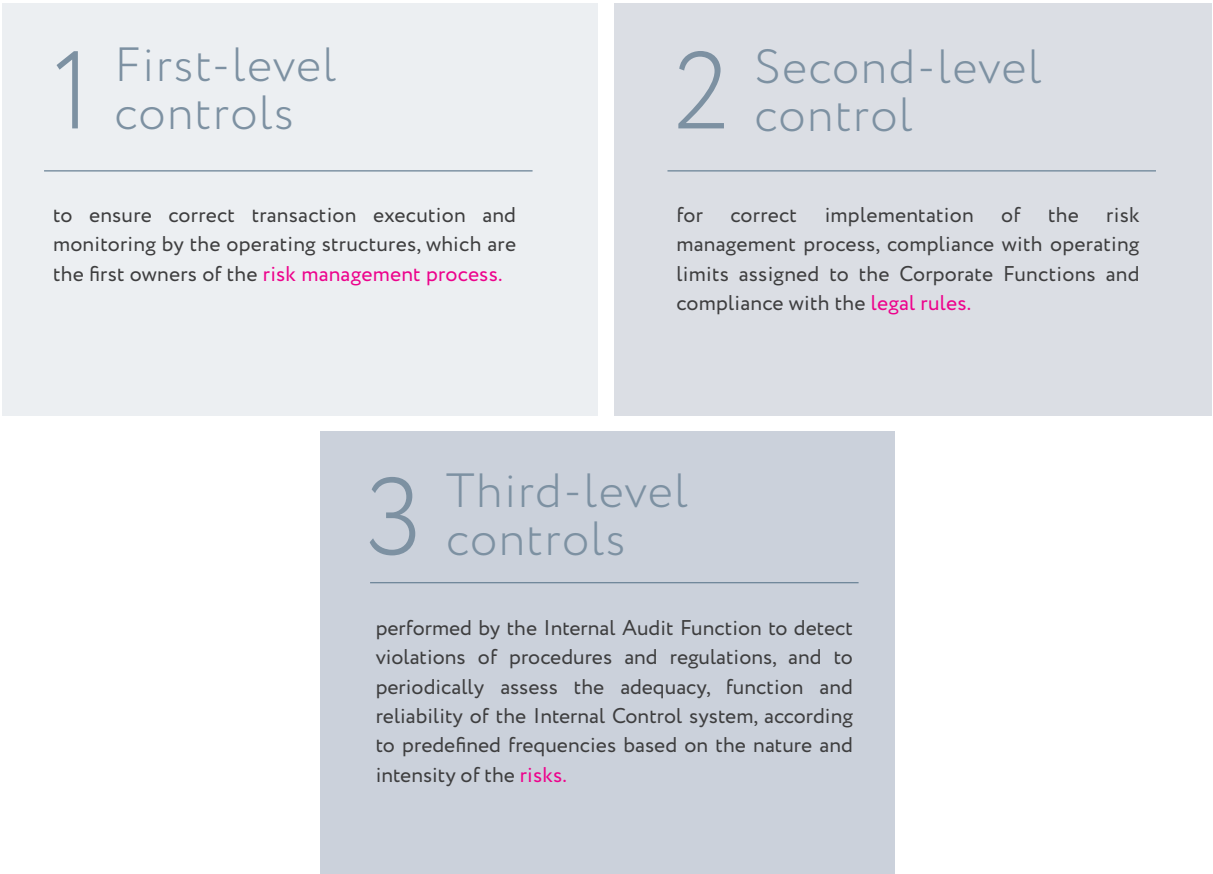 1 First-level
controls
to ensure correct transaction execution and
monitoring by the operating structures, which are
the first owners of the risk management process.
2 Second-level
control
for correct implementation of the risk
management process, compliance with operating
limits assigned to the Corporate Functions and
compliance with the legal rules.
3 Third-level
controls
performed by the Internal Audit Function to detect
violations of procedures and regulations, and to
periodically assess the adequacy, function and
reliability of the Internal Control system, according
to predefined frequencies based on the nature and
intensity of the risks.